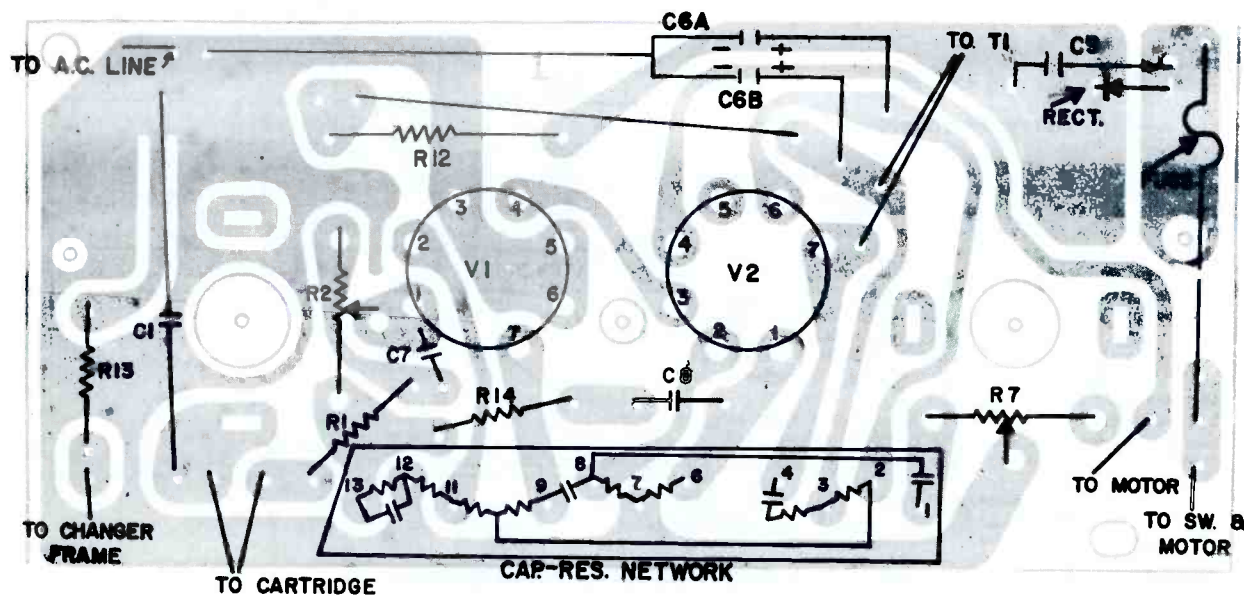 C6A
TO A.C. LINE
− +
− +
C6B
TO T1
C9
RECT.
R12
3 4
2 5
1 6
7
V1
5 6
4 7
3
2 1
V2
R2
C1
C7
R13
R1
R14
R7
13 12 11 9 8 7 6 4 3 2 1
TO CHANGER
FRAME
TO CARTRIDGE
CAP.-RES. NETWORK
TO MOTOR
TO SW. &
MOTOR